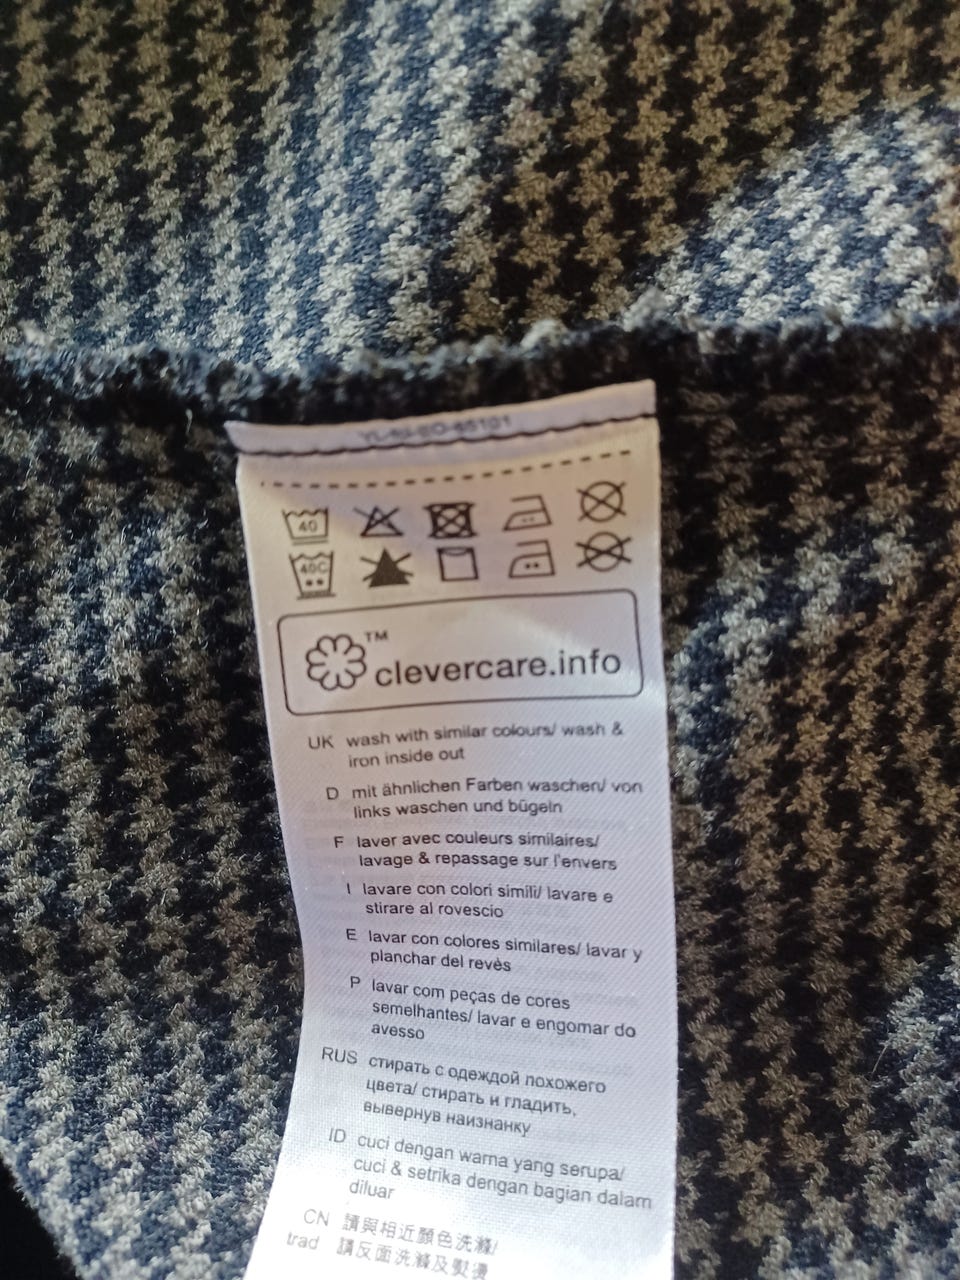 40
40C
TM
clevercare.info
UK wash with similar colours/ wash &
iron inside out
D mit ähnlichen Farben waschen/ von
links waschen und bügeln
F laver avec couleurs similaires/
lavage & repassage sur l'envers
I lavare con colori simili/ lavare e
stirare al rovescio
E lavar con colores similares/ lavar y
planchar del revès
P lavar com peças de cores
semelhantes/ lavar e engomar do
avesso
RUS стирать с одеждой похожего
цвета/ стирать и гладить,
вывернув наизнанку
ID cuci dengan warna yang serupa/
cuci & setrika dengan bagian dalam
diluar
CN 請與相近顏色洗滌/
trad 請反面洗滌及熨燙